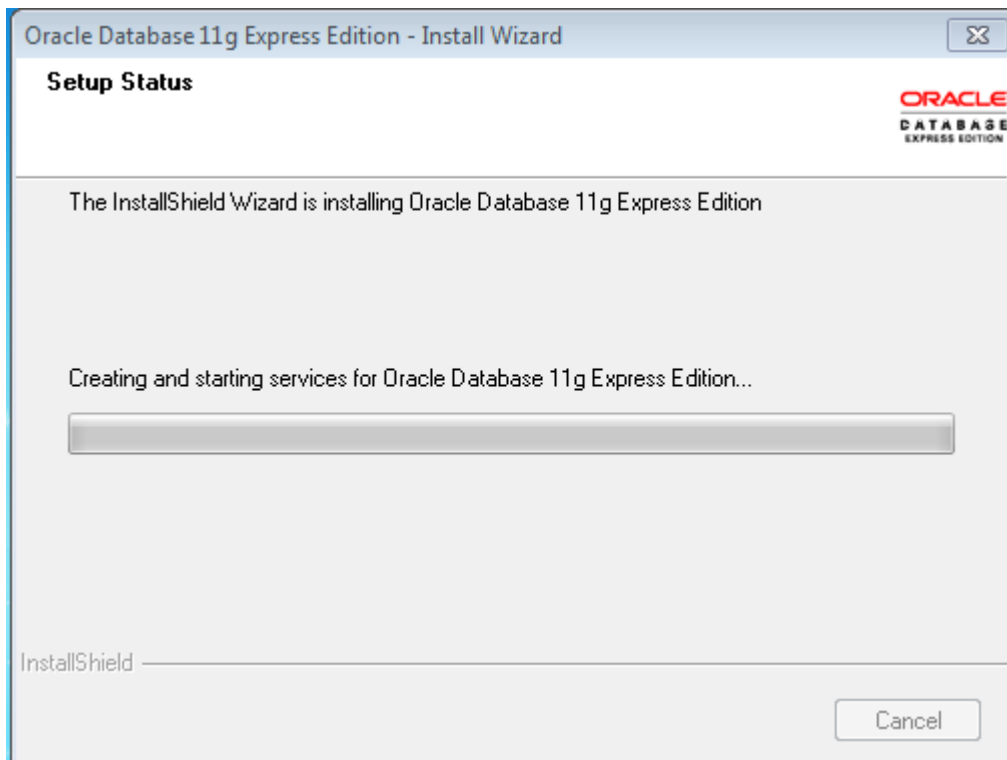 Oracle Database 11g Express Edition - Install Wizard
Setup Status
ORACLE
DATABASE
EXPRESS EDITION
The InstallShield Wizard is installing Oracle Database 11g Express Edition
Creating and starting services for Oracle Database 11g Express Edition...
InstallShield
Cancel